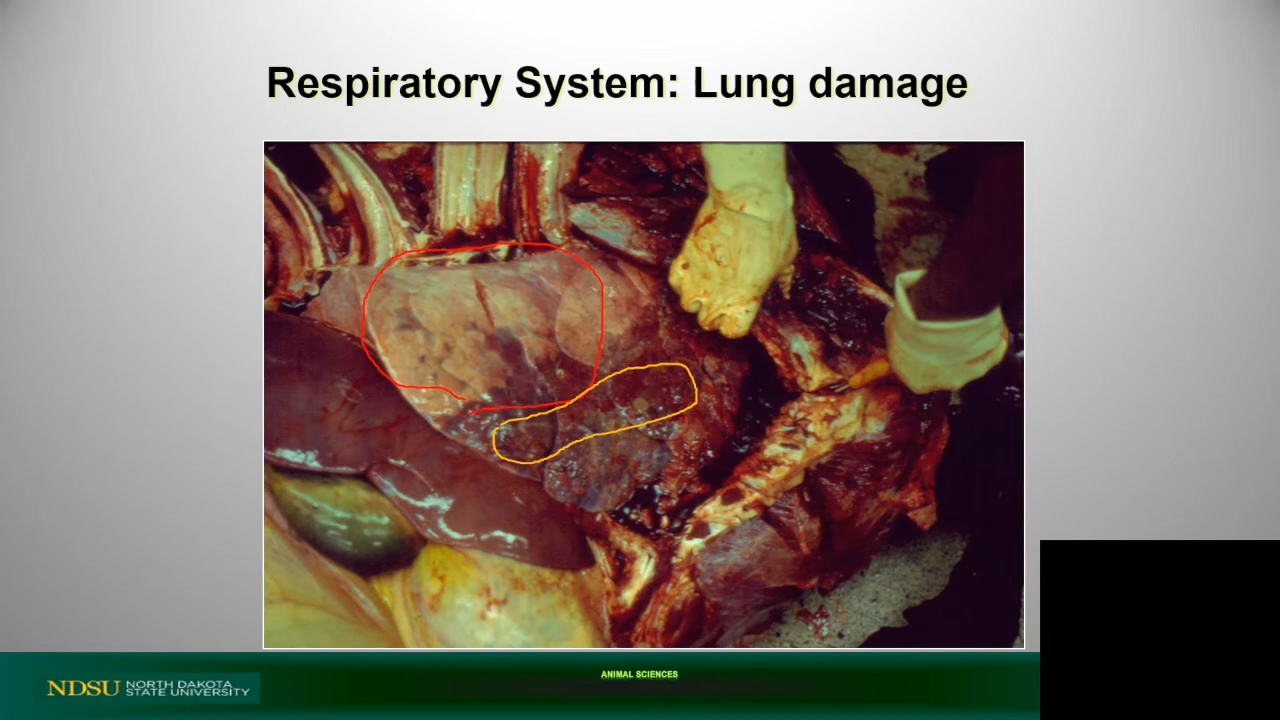 Respiratory System: Lung damage
ANIMAL SCIENCES
NDSU NORTH DAKOTA
STATE UNIVERSITY